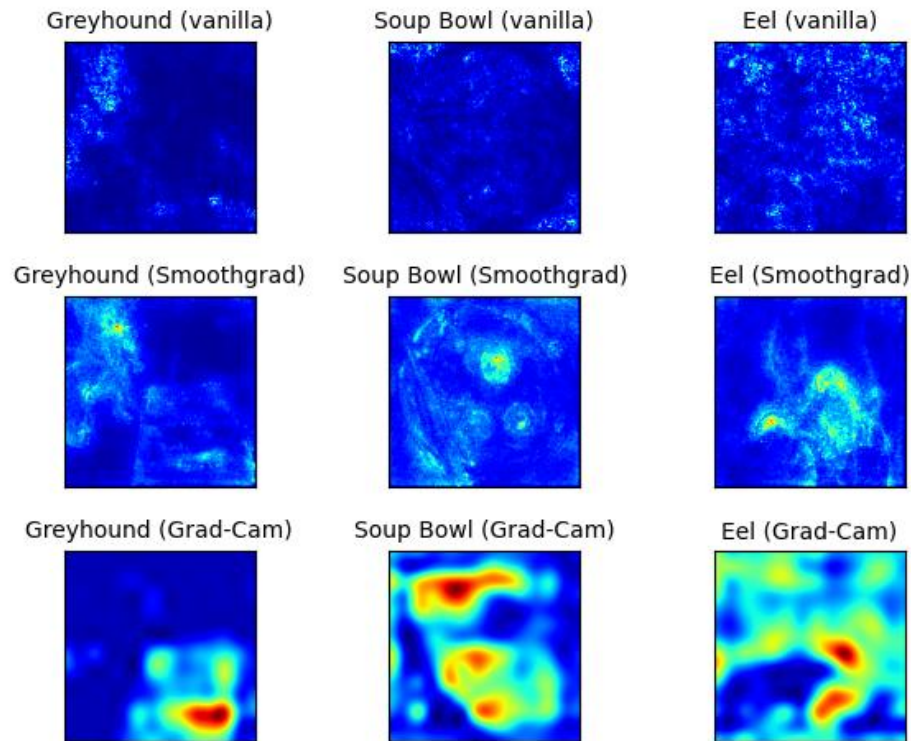 Greyhound (vanilla)
Soup Bowl (vanilla)
Eel (vanilla)
Greyhound (Smoothgrad)
Soup Bowl (Smoothgrad)
Eel (Smoothgrad)
Greyhound (Grad-Cam)
Soup Bowl (Grad-Cam)
Eel (Grad-Cam)